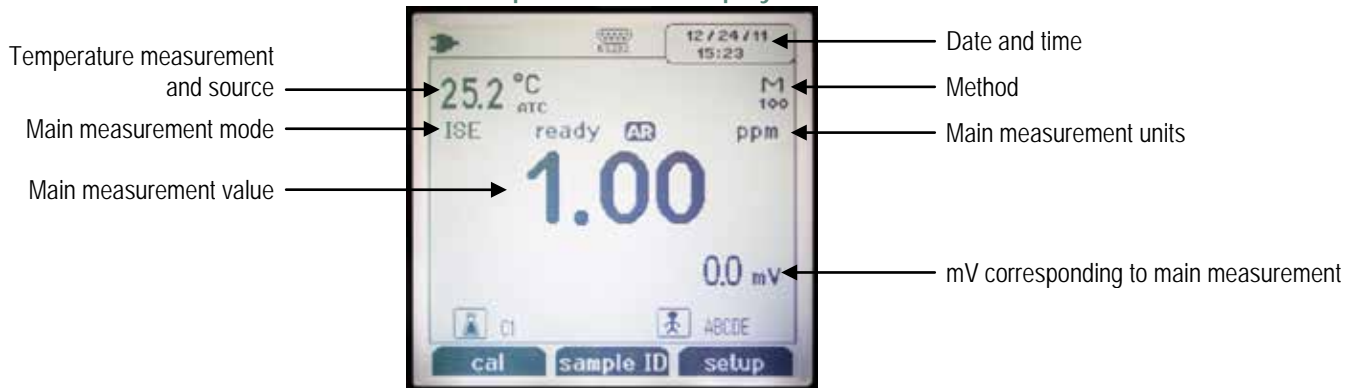 12/24/11
15:23
Date and time
Temperature measurement
and source
25.2 °C
ATC
M
100
Method
Main measurement mode
ISE
ready
AR
ppm
Main measurement units
Main measurement value
1.00
0.0 mV
mV corresponding to main measurement
C1
ABCDE
cal
sample ID
setup